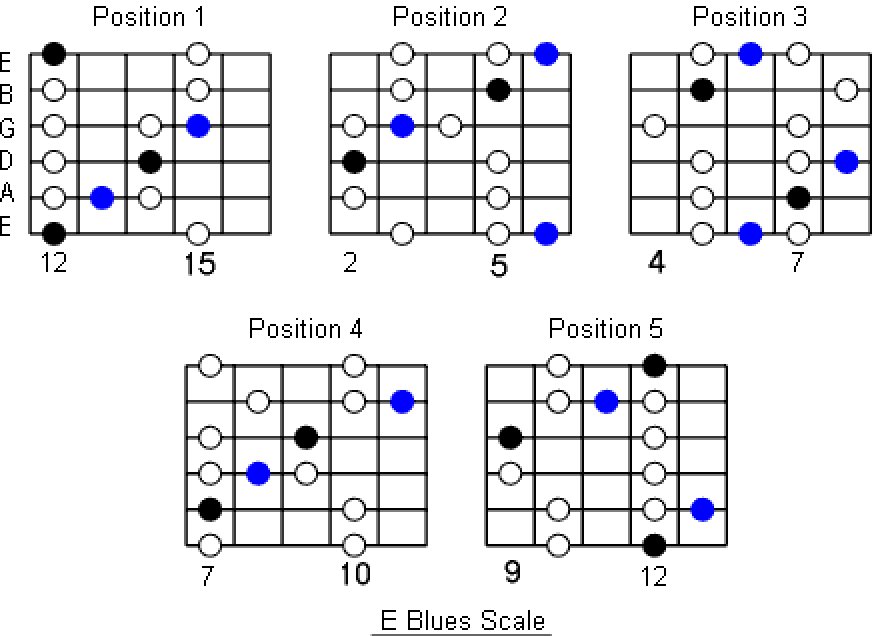 Position 1 Position 2 Position 3
E
B
G
D
A
E
12 15 2 5 4 7
Position 4 Position 5
7 10 9 12
E Blues Scale